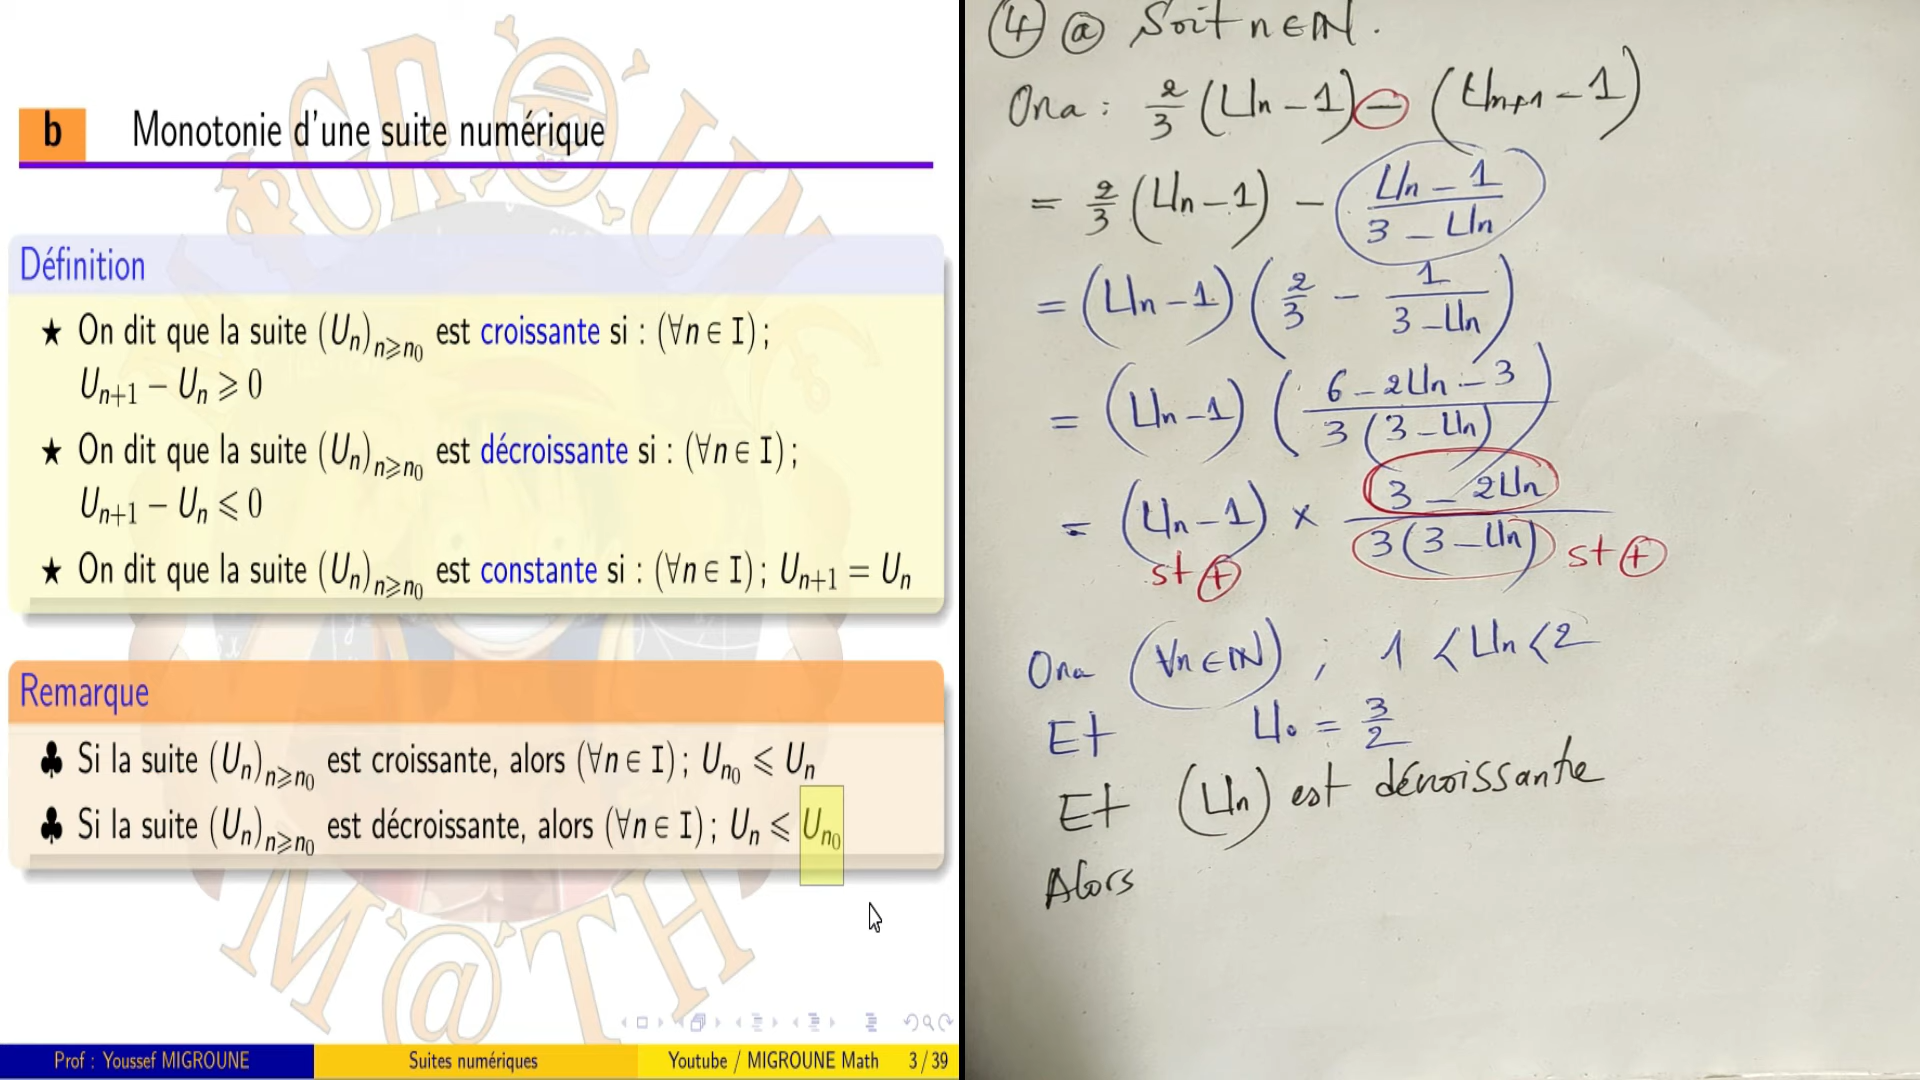 b Monotonie d'une suite numérique
Définition
★ On dit que la suite (Uₙ)ₙ⩾ₙ₀ est croissante si : (∀n ∈ I) ;
Uₙ₊₁ − Uₙ ⩾ 0
★ On dit que la suite (Uₙ)ₙ⩾ₙ₀ est décroissante si : (∀n ∈ I) ;
Uₙ₊₁ − Uₙ ⩽ 0
★ On dit que la suite (Uₙ)ₙ⩾ₙ₀ est constante si : (∀n ∈ I) ; Uₙ₊₁ = Uₙ
Remarque
♣ Si la suite (Uₙ)ₙ⩾ₙ₀ est croissante, alors (∀n ∈ I) ; Uₙ₀ ⩽ Uₙ
♣ Si la suite (Uₙ)ₙ⩾ₙ₀ est décroissante, alors (∀n ∈ I) ; Uₙ ⩽ Uₙ₀
MIGROUN
M@TH
Prof : Youssef MIGROUNE Suites numériques Youtube / MIGROUNE Math 3 / 39
④ ⓐ Soit n ∈ ℕ.
Ona : 2/3 (Uₙ − 1) − (Uₙ₊₁ − 1)
= 2/3 (Uₙ − 1) − (Uₙ − 1)/(3 − Uₙ)
= (Uₙ − 1) (2/3 − 1/(3 − Uₙ))
= (Uₙ − 1) ((6 − 2Uₙ − 3)/(3(3 − Uₙ)))
= (Uₙ − 1) × (3 − 2Uₙ)/(3(3 − Uₙ))
st ⊕ st ⊕
Ona (∀n ∈ ℕ) ; 1 < Uₙ < 2
Et U₀ = 3/2
Et (Uₙ) est décroissante
Alors